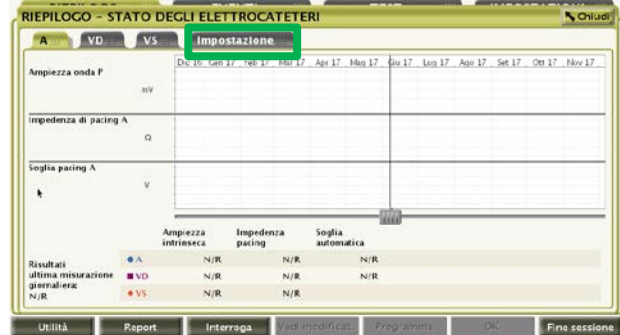 RIEPILOGO - STATO DEGLI ELETTROCATETERI
Chiudi
A VD VS Impostazione
Dic 16 Gen 17 Feb 17 Mar 17 Apr 17 Mag 17 Giu 17 Lug 17 Ago 17 Set 17 Ott 17 Nov 17
Ampiezza onda P
mV
Impedenza di pacing A
Ω
Soglia pacing A
V
Ampiezza intrinseca
Impedenza pacing
Soglia automatica
Risultati ultima misurazione giornaliera:
N/R
A N/R N/R N/R
VD N/R N/R N/R
VS N/R N/R
Utilità Report Interroga Vedi modificaz. Programma OK Fine sessione